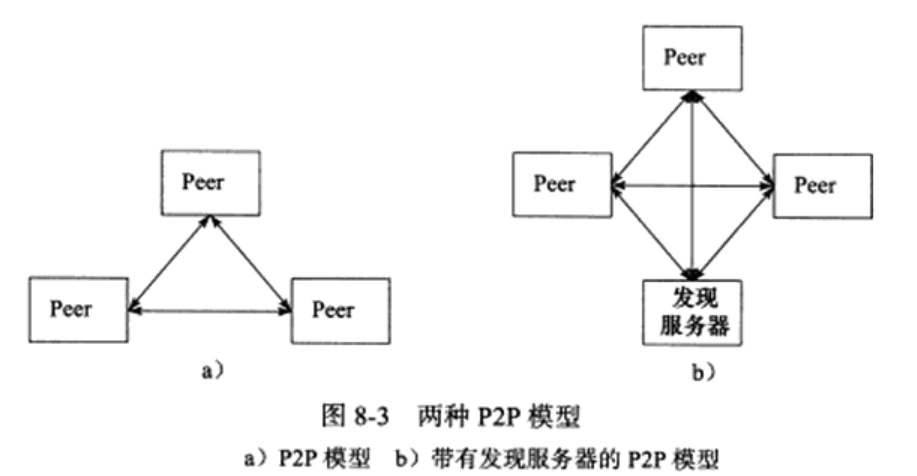 Peer
Peer
Peer
a）
Peer
Peer
Peer
发现
服务器
b）
图 8-3 两种 P2P 模型
a）P2P 模型 b）带有发现服务器的 P2P 模型